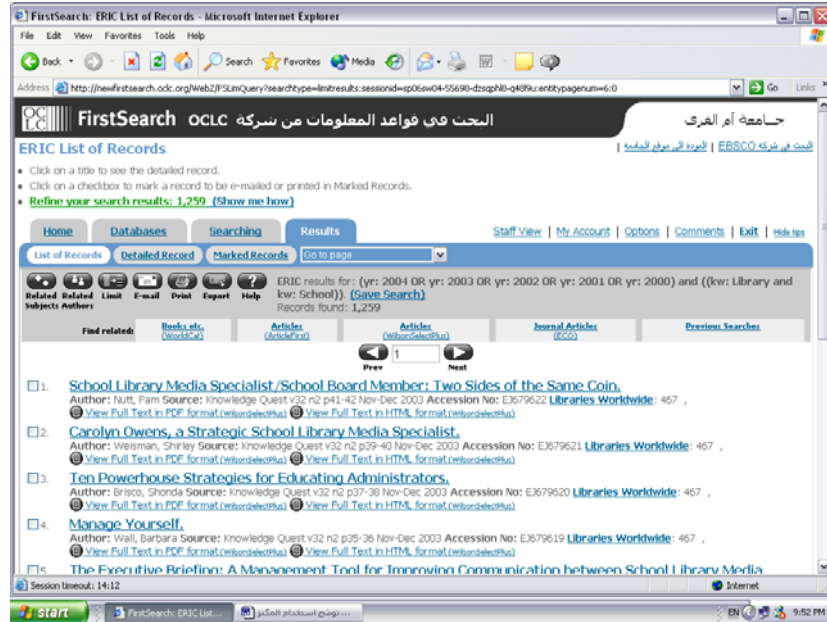 FirstSearch: ERIC List of Records - Microsoft Internet Explorer
File Edit View Favorites Tools Help
Back Search Favorites Media
Address http://newfirstsearch.oclc.org/WebZ/FSLimQuery?searchtype=limitresults:sessionid=sp06sw04-55698-dzsqphl8-q48f9u:entitypagenum=6:0 Go Links
OCLC FirstSearch OCLC البحث في قواعد المعلومات من شركة جــامعة أم القرى
ERIC List of Records البحث في شركة EBSCO | العودة الى موقع الجامعة |
• Click on a title to see the detailed record.
• Click on a checkbox to mark a record to be e-mailed or printed in Marked Records.
• Refine your search results: 1,259 (Show me how)
Home Databases Searching Results Staff View | My Account | Options | Comments | Exit | Hide tips
List of Records Detailed Record Marked Records Go to page
Related Subjects Related Authors Limit E-mail Print Export Help
ERIC results for: (yr: 2004 OR yr: 2003 OR yr: 2002 OR yr: 2001 OR yr: 2000) and ((kw: Library and
kw: School)). (Save Search)
Records found: 1,259
Find related: Books etc. (WorldCat) Articles (ArticleFirst) Articles (WilsonSelectPlus) Journal Articles (ECO) Previous Searches
Prev 1 Next
1. School Library Media Specialist/School Board Member: Two Sides of the Same Coin.
Author: Nutt, Pam Source: Knowledge Quest v32 n2 p41-42 Nov-Dec 2003 Accession No: EJ679622 Libraries Worldwide: 467 ,
View Full Text in PDF format(WilsonSelectPlus) View Full Text in HTML format(WilsonSelectPlus)
2. Carolyn Owens, a Strategic School Library Media Specialist.
Author: Weisman, Shirley Source: Knowledge Quest v32 n2 p39-40 Nov-Dec 2003 Accession No: EJ679621 Libraries Worldwide: 467 ,
View Full Text in PDF format(WilsonSelectPlus) View Full Text in HTML format(WilsonSelectPlus)
3. Ten Powerhouse Strategies for Educating Administrators.
Author: Brisco, Shonda Source: Knowledge Quest v32 n2 p37-38 Nov-Dec 2003 Accession No: EJ679620 Libraries Worldwide: 467 ,
View Full Text in PDF format(WilsonSelectPlus) View Full Text in HTML format(WilsonSelectPlus)
4. Manage Yourself.
Author: Wall, Barbara Source: Knowledge Quest v32 n2 p35-36 Nov-Dec 2003 Accession No: EJ679619 Libraries Worldwide: 467 ,
View Full Text in PDF format(WilsonSelectPlus) View Full Text in HTML format(WilsonSelectPlus)
5. The Executive Briefing: A Management Tool for Improving Communication between School Library Media
Session timeout: 14:12 Internet
start FirstSearch: ERIC List... توضح استخدام المكنز ... EN 9:52 PM